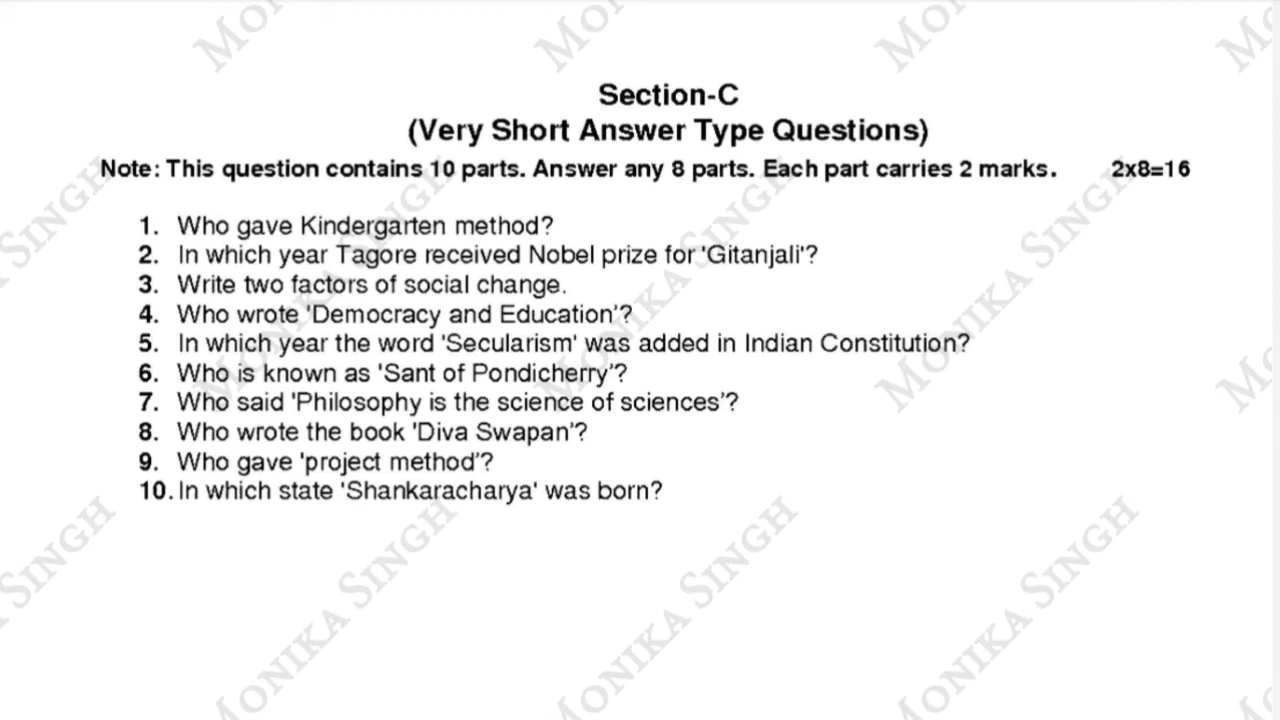 Section-C
(Very Short Answer Type Questions)
Note: This question contains 10 parts. Answer any 8 parts. Each part carries 2 marks. 2x8=16
1. Who gave Kindergarten method?
2. In which year Tagore received Nobel prize for 'Gitanjali'?
3. Write two factors of social change.
4. Who wrote 'Democracy and Education'?
5. In which year the word 'Secularism' was added in Indian Constitution?
6. Who is known as 'Sant of Pondicherry'?
7. Who said 'Philosophy is the science of sciences'?
8. Who wrote the book 'Diva Swapan'?
9. Who gave 'project method'?
10. In which state 'Shankaracharya' was born?
MONIKA SINGH